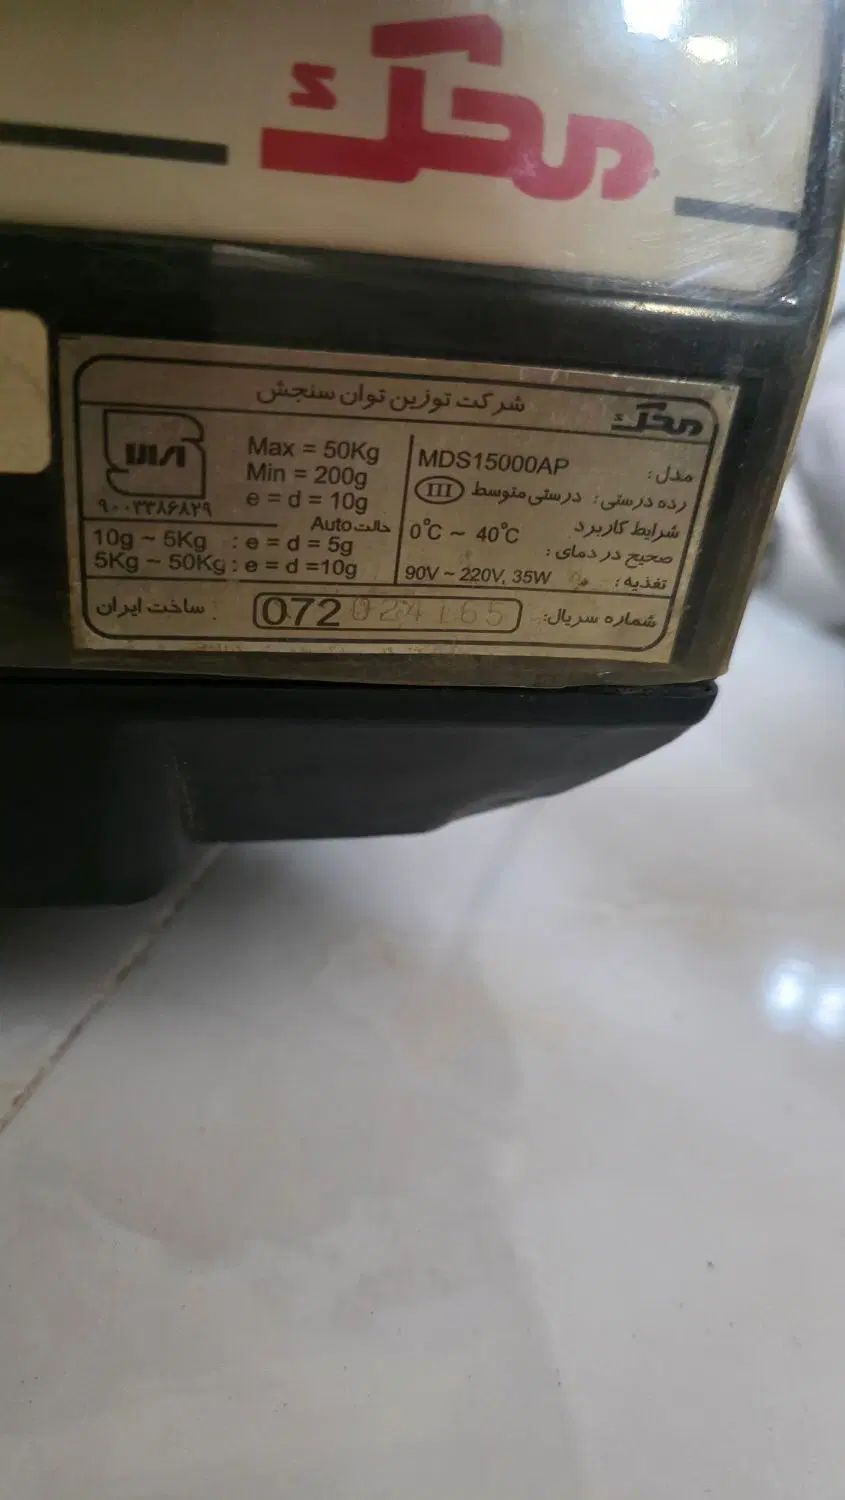 محک
شرکت توزین توان سنجش
محک
مدل: MDS15000AP
رده درستی: درستی متوسط III
شرایط کاربرد
صحیح در دمای: 0°C ~ 40°C
تغذیه: 90V ~ 220V, 35W
Max = 50Kg
Min = 200g
e = d = 10g
۹۰۰۳۳۸۶۸۲۹
حالت Auto
10g ~ 5Kg : e = d = 5g
5Kg ~ 50Kg : e = d =10g
شماره سریال: 072 024165
ساخت ایران